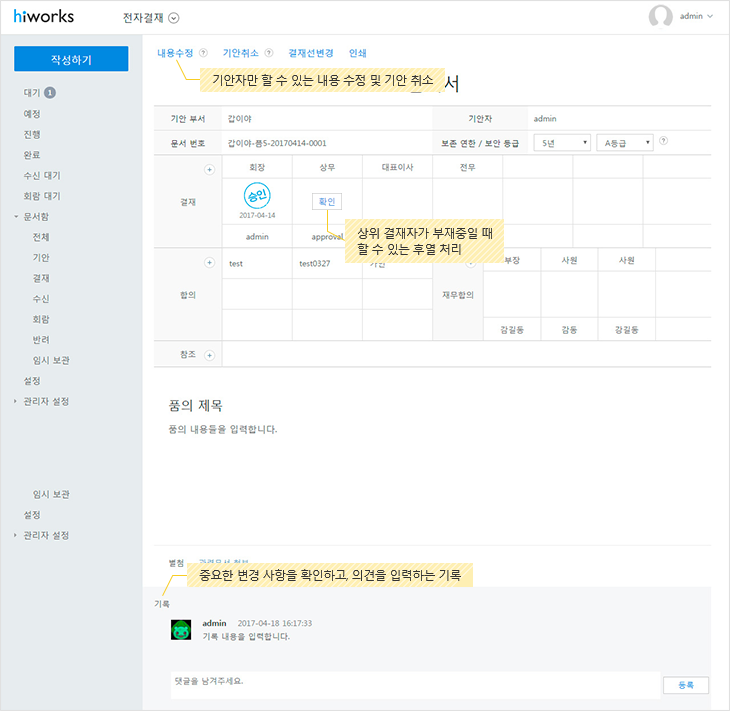 hiworks
전자결재
admin
작성하기
대기 1
예정
진행
완료
수신 대기
회람 대기
문서함
전체
기안
결재
수신
회람
반려
임시 보관
설정
관리자 설정
임시 보관
설정
관리자 설정
내용수정 ? 기안취소 ? 결재선변경 인쇄
기안자만 할 수 있는 내용 수정 및 기안 취소
서
기안 부서 갑이야 기안자 admin
문서 번호 갑이야-품5-20170414-0001 보존 연한 / 보안 등급 5년 A등급 ?
결재 + 회장 상무 대표이사 전무
승인
2017-04-14
확인
admin approval
상위 결재자가 부재중일 때
할 수 있는 후열 처리
합의 + test test0327
재무합의 부장 사원 사원
김길동 감동 강길동
참조 +
품의 제목
품의 내용들을 입력합니다.
별첨
중요한 변경 사항을 확인하고, 의견을 입력하는 기록
기록
admin 2017-04-18 16:17:33
기록 내용을 입력합니다.
댓글을 남겨주세요.
등록